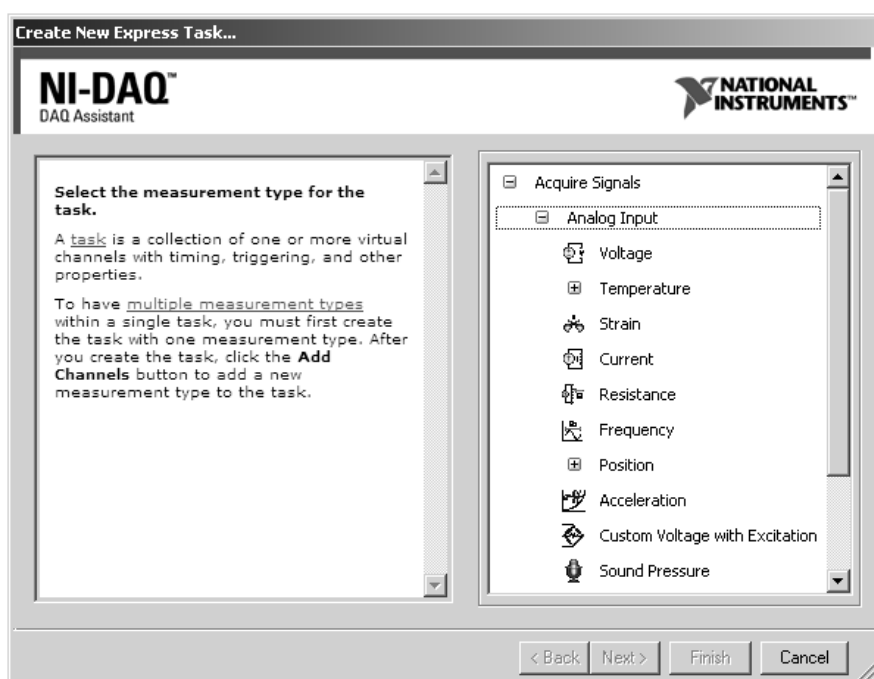 Create New Express Task...
NI-DAQ™
DAQ Assistant
NATIONAL
INSTRUMENTS™
Select the measurement type for the
task.
A task is a collection of one or more virtual
channels with timing, triggering, and other
properties.
To have multiple measurement types
within a single task, you must first create
the task with one measurement type. After
you create the task, click the Add
Channels button to add a new
measurement type to the task.
Acquire Signals
Analog Input
Voltage
Temperature
Strain
Current
Resistance
Frequency
Position
Acceleration
Custom Voltage with Excitation
Sound Pressure
< Back
Next >
Finish
Cancel